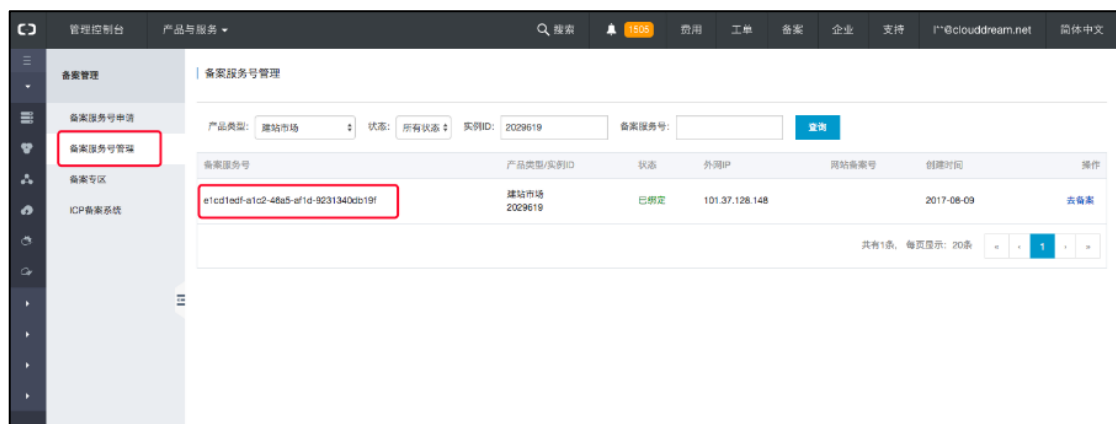 管理控制台 产品与服务 搜索 1505 费用 工单 备案 企业 支持 l**@clouddream.net 简体中文
备案管理
备案服务号管理
备案服务号申请
产品类型: 建站市场 状态: 所有状态 实例ID: 2029619 备案服务号: 查询
备案服务号管理
备案服务号 产品类型/实例ID 状态 外网IP 网站备案号 创建时间 操作
备案专区
e1cd1edf-a1c2-46a5-af1d-9231340db19f 建站市场 已绑定 101.37.128.148 2017-08-09 去备案
2029619
ICP备案系统
共有1条, 每页显示: 20条 « ‹ 1 › »